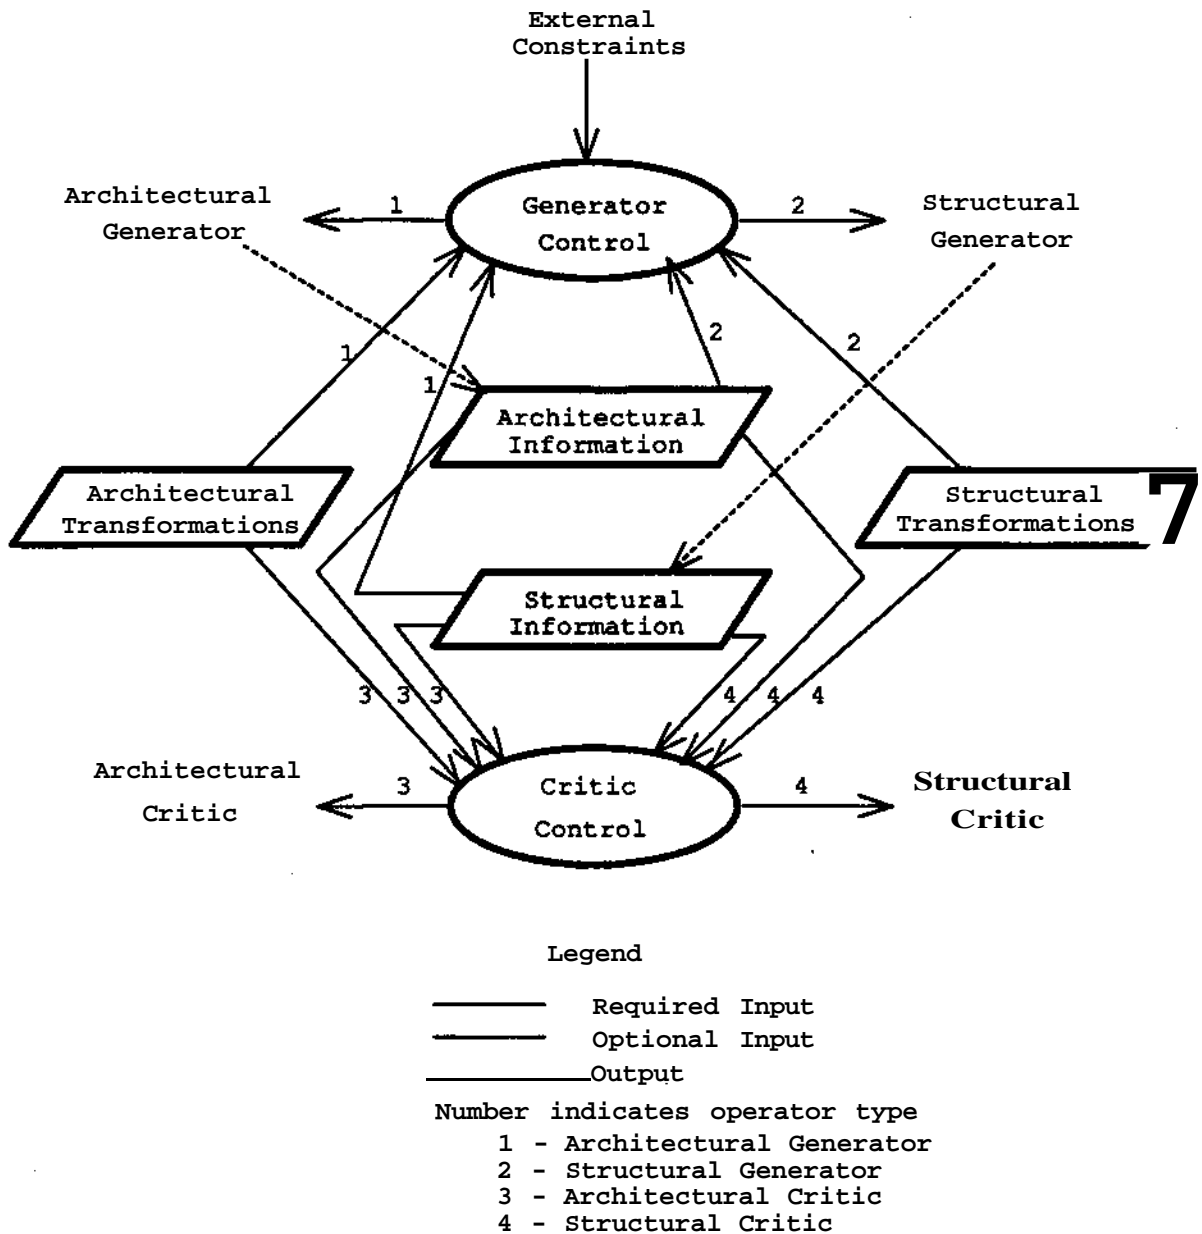 External
Constraints
Architectural
Generator
1
Generator
Control
2
Structural
Generator
1
1
2
2
Architectural
Information
Architectural
Transformations
Structural
Transformations
7
Structural
Information
3
3
3
4
4
4
Architectural
Critic
3
Critic
Control
4
Structural
Critic
Legend
Required Input
Optional Input
Output
Number indicates operator type
1 - Architectural Generator
2 - Structural Generator
3 - Architectural Critic
4 - Structural Critic